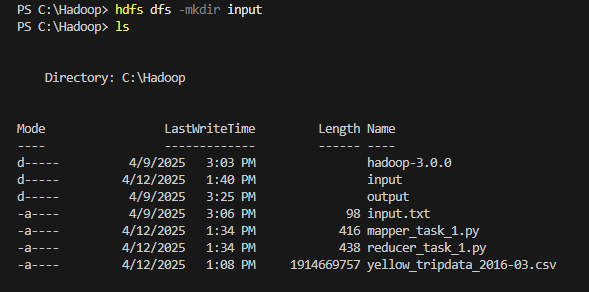 PS C:\Hadoop> hdfs dfs -mkdir input
PS C:\Hadoop> ls
Directory: C:\Hadoop
Mode LastWriteTime Length Name
---- ------------- ------ ----
d----- 4/9/2025 3:03 PM hadoop-3.0.0
d----- 4/12/2025 1:40 PM input
d----- 4/9/2025 3:25 PM output
-a---- 4/9/2025 3:06 PM 98 input.txt
-a---- 4/12/2025 1:34 PM 416 mapper_task_1.py
-a---- 4/12/2025 1:34 PM 438 reducer_task_1.py
-a---- 4/12/2025 1:08 PM 1914669757 yellow_tripdata_2016-03.csv